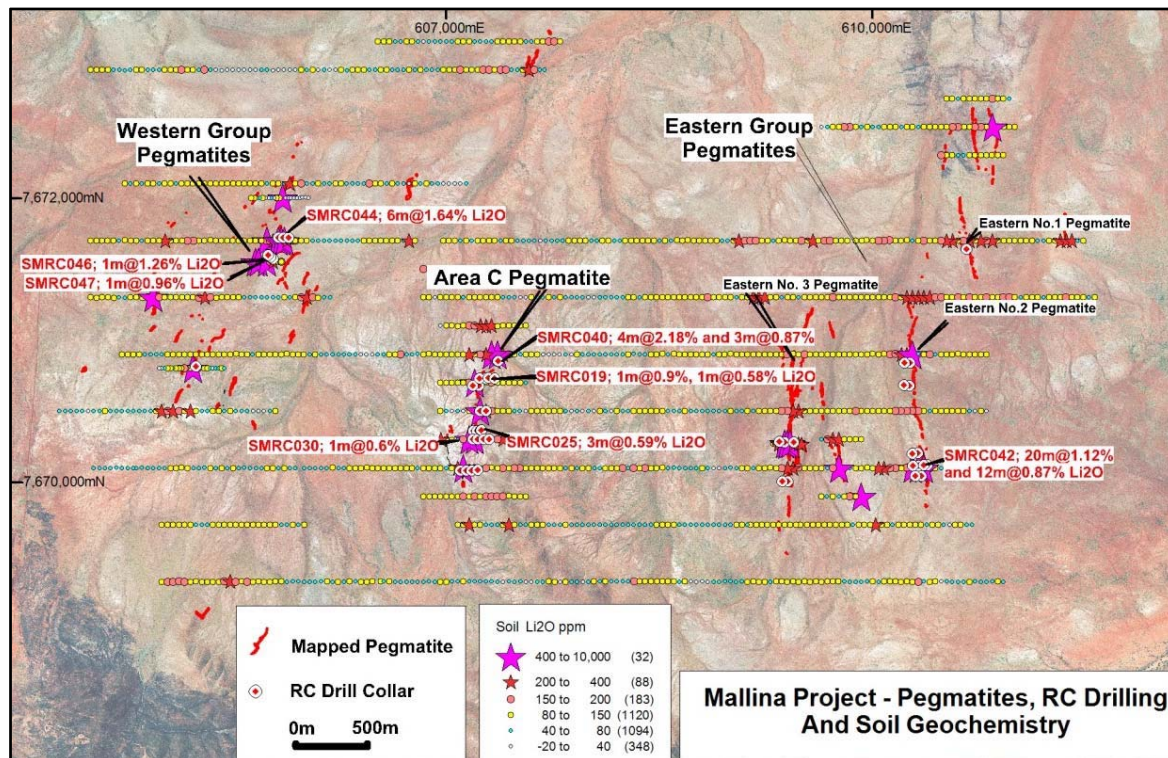 607,000mE
610,000mE
Western Group
Pegmatites
Eastern Group
Pegmatites
7,672,000mN
SMRC044; 6m@1.64% Li2O
SMRC046; 1m@1.26% Li2O
SMRC047; 1m@0.96% Li2O
Area C Pegmatite
Eastern No.1 Pegmatite
Eastern No. 3 Pegmatite
Eastern No.2 Pegmatite
SMRC040; 4m@2.18% and 3m@0.87%
SMRC019; 1m@0.9%, 1m@0.58% Li2O
SMRC030; 1m@0.6% Li2O
SMRC025; 3m@0.59% Li2O
SMRC042; 20m@1.12%
and 12m@0.87% Li2O
7,670,000mN
Mapped Pegmatite
RC Drill Collar
0m 500m
Soil Li2O ppm
400 to 10,000 (32)
200 to 400 (88)
150 to 200 (183)
80 to 150 (1120)
40 to 80 (1094)
-20 to 40 (348)
Mallina Project - Pegmatites, RC Drilling
And Soil Geochemistry